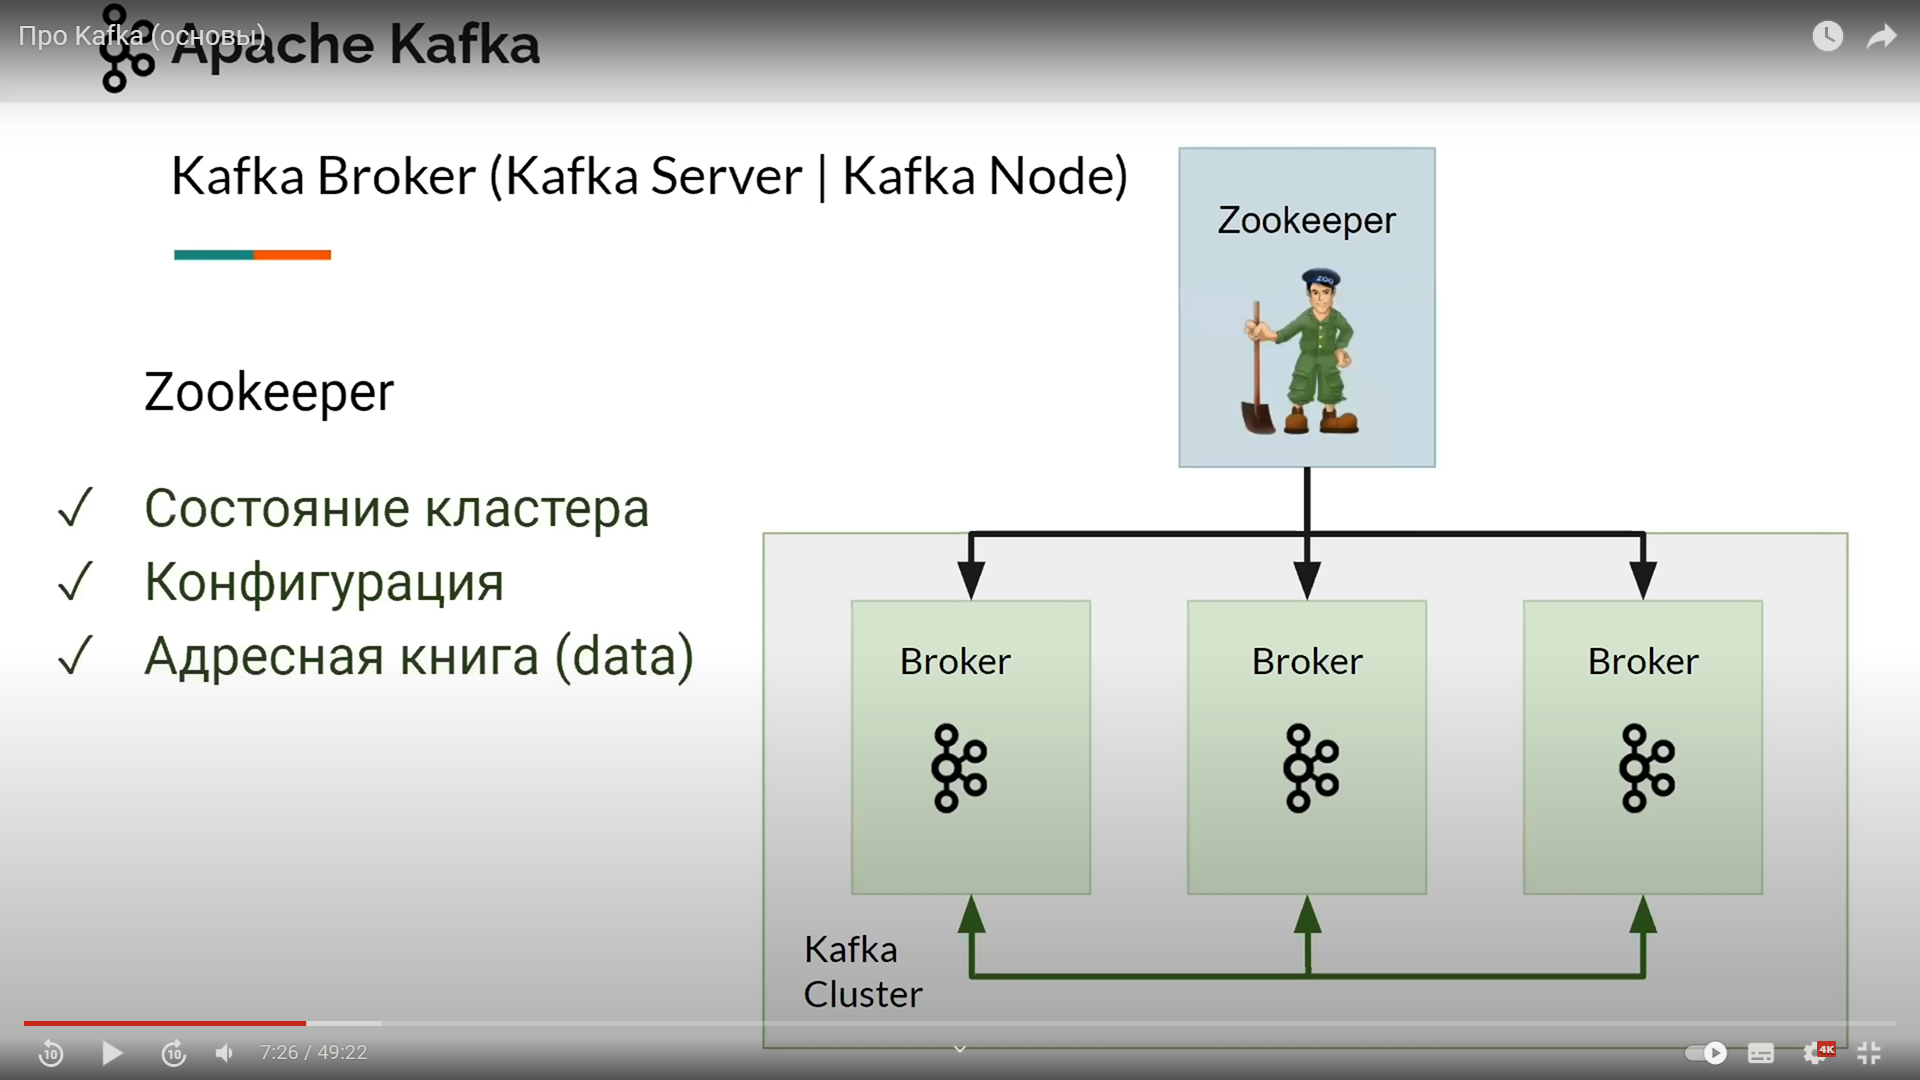 Про Kafka (основы)
Apache Kafka
Kafka Broker (Kafka Server | Kafka Node)
Zookeeper
ZOO
Zookeeper
✓ Состояние кластера
✓ Конфигурация
✓ Адресная книга (data)
Broker
Broker
Broker
Kafka
Cluster
10
10
7:26 / 49:22
4K